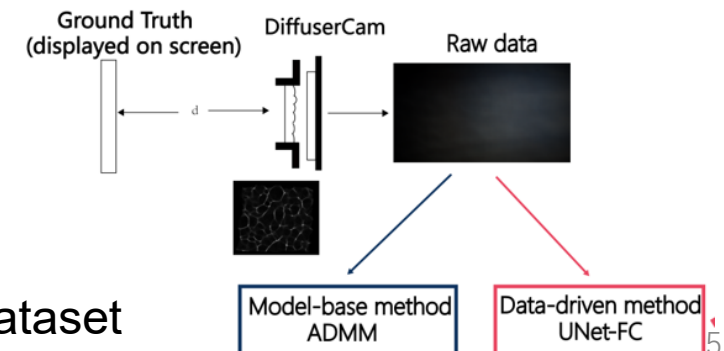 Ground Truth
(displayed on screen)
DiffuserCam
Raw data
d
Model-base method
ADMM
Data-driven method
UNet-FC
ataset
5